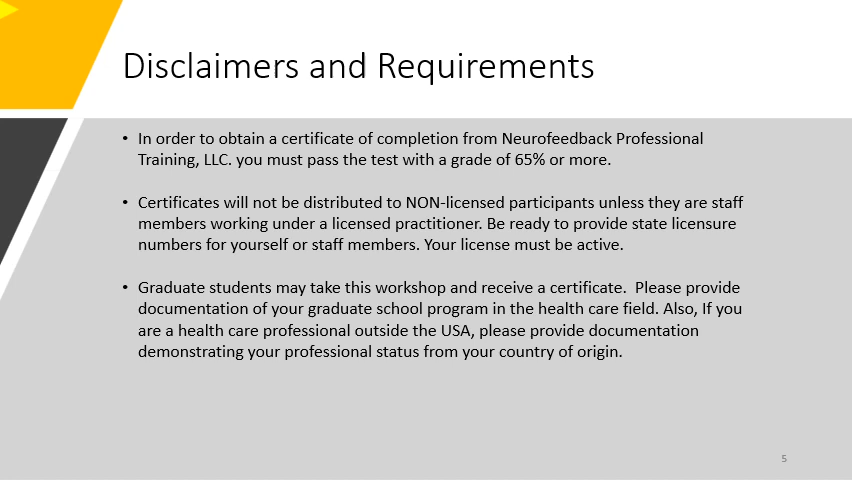 Disclaimers and Requirements
• In order to obtain a certificate of completion from Neurofeedback Professional
Training, LLC. you must pass the test with a grade of 65% or more.
• Certificates will not be distributed to NON-licensed participants unless they are staff
members working under a licensed practitioner. Be ready to provide state licensure
numbers for yourself or staff members. Your license must be active.
• Graduate students may take this workshop and receive a certificate.  Please provide
documentation of your graduate school program in the health care field. Also, If you
are a health care professional outside the USA, please provide documentation
demonstrating your professional status from your country of origin.
5